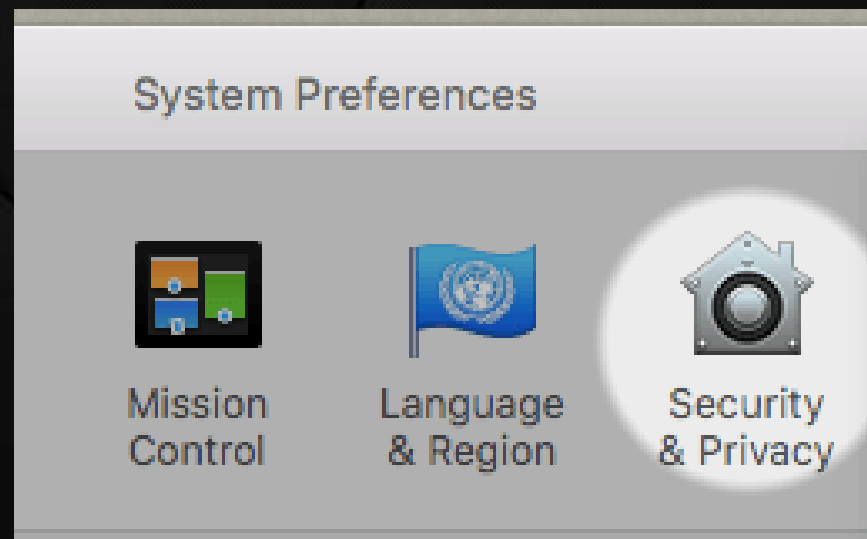 System Preferences
Mission
Control
Language
& Region
Security
& Privacy